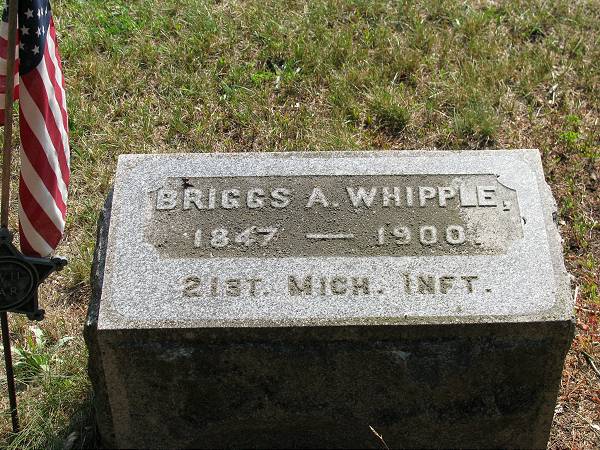 BRIGGS A. WHIPPLE,
1847 — 1900.
21ST. MICH. INFT.